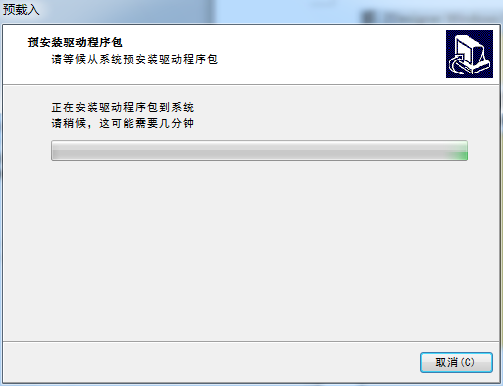 预载入
预安装驱动程序包
请等候从系统预安装驱动程序包
正在安装驱动程序包到系统
请稍候，这可能需要几分钟
取消(C)